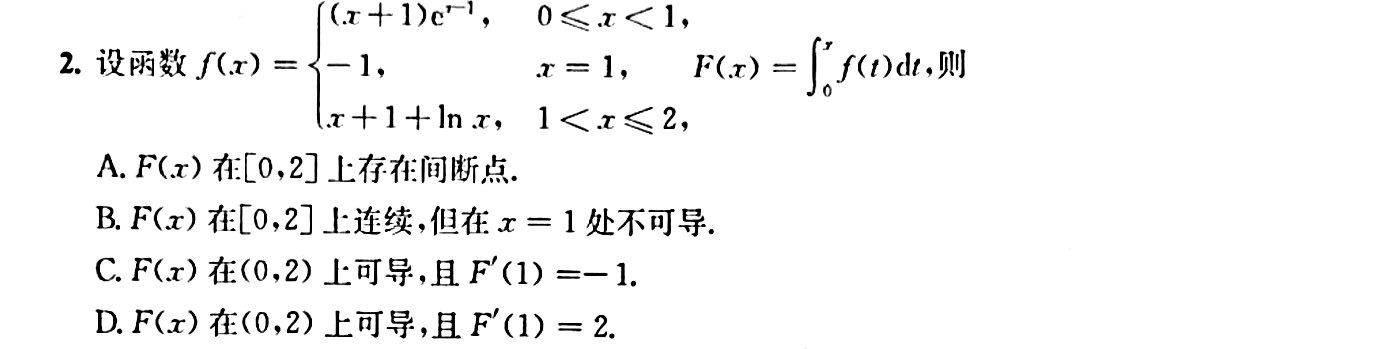 2. 设函数 f(x) = { (x+1)e^{x-1}, 0 ⩽ x < 1,
-1, x = 1, F(x) = ∫_0^x f(t)dt,则
x+1+ln x, 1 < x ⩽ 2,
A. F(x) 在[0,2]上存在间断点.
B. F(x) 在[0,2]上连续,但在 x = 1 处不可导.
C. F(x) 在(0,2)上可导,且 F′(1) =-1.
D. F(x) 在(0,2)上可导,且 F′(1) = 2.